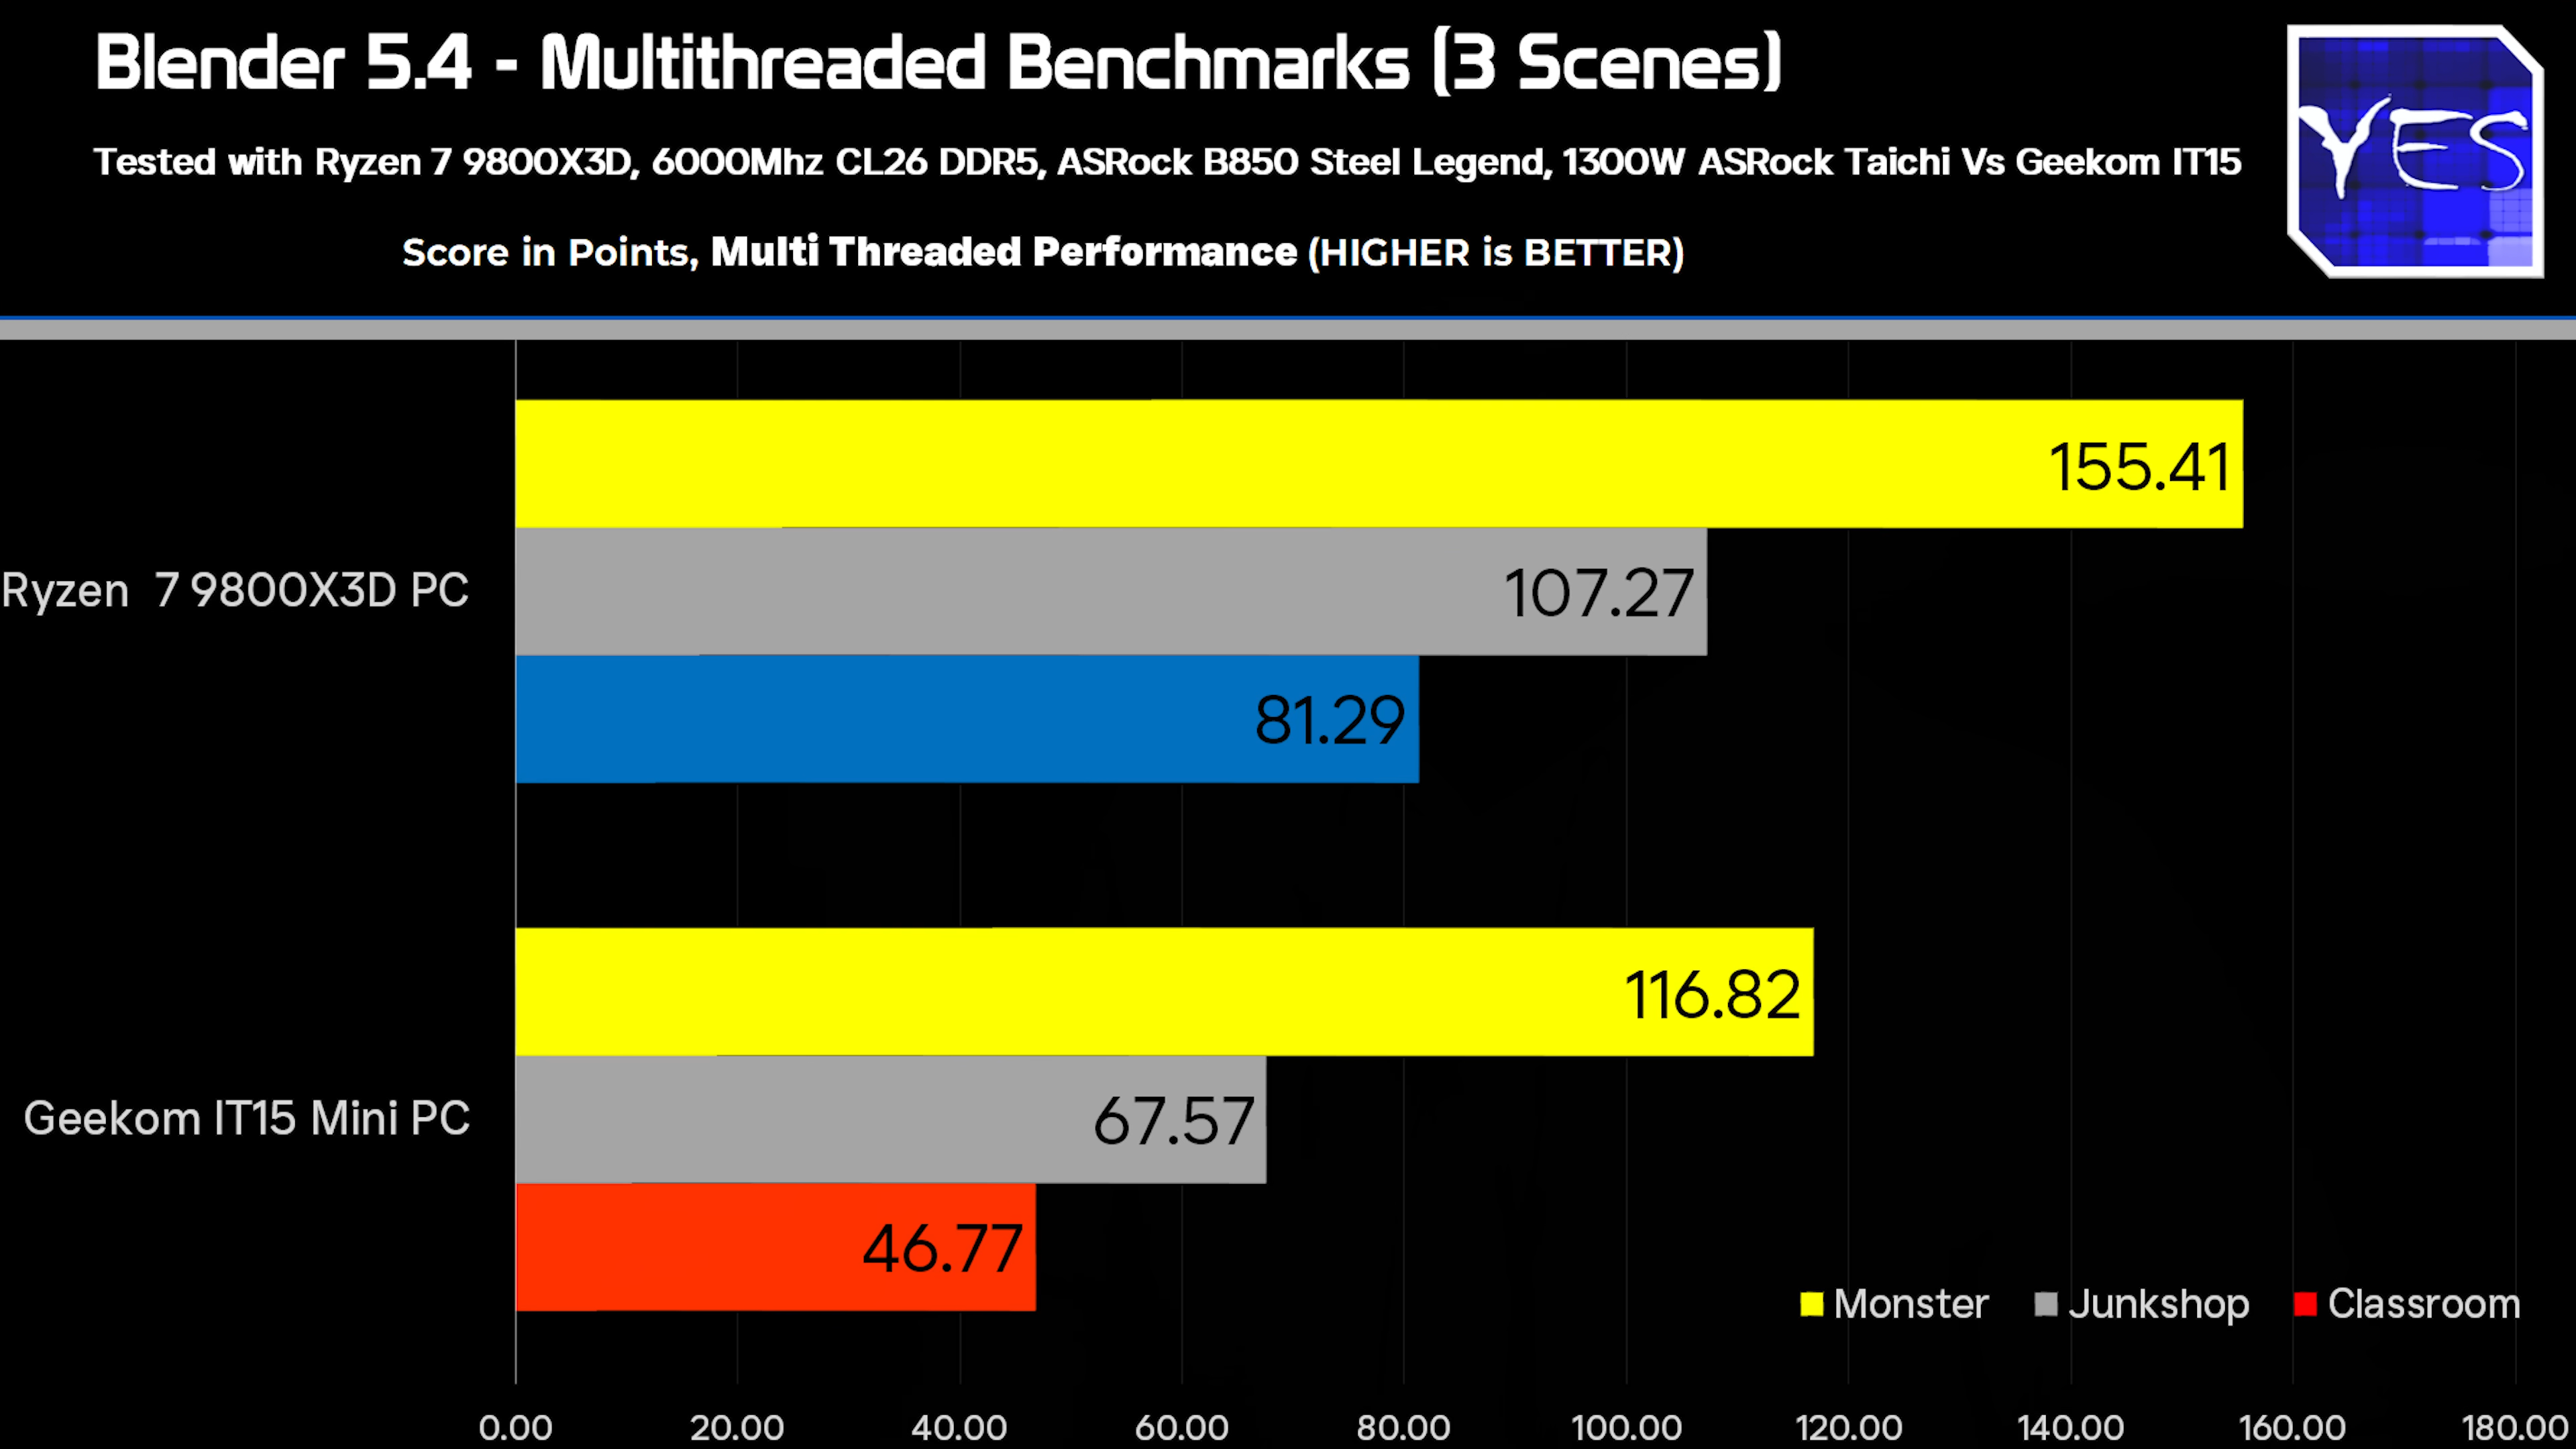 Blender 5.4 - Multithreaded Benchmarks (3 Scenes)
YES
Tested with Ryzen 7 9800X3D, 6000Mhz CL26 DDR5, ASRock B850 Steel Legend, 1300W ASRock Taichi Vs Geekom IT15
Score in Points, Multi Threaded Performance (HIGHER is BETTER)
155.41
Ryzen 7 9800X3D PC
107.27
81.29
116.82
Geekom IT15 Mini PC
67.57
46.77
Monster Junkshop Classroom
0.00 20.00 40.00 60.00 80.00 100.00 120.00 140.00 160.00 180.00